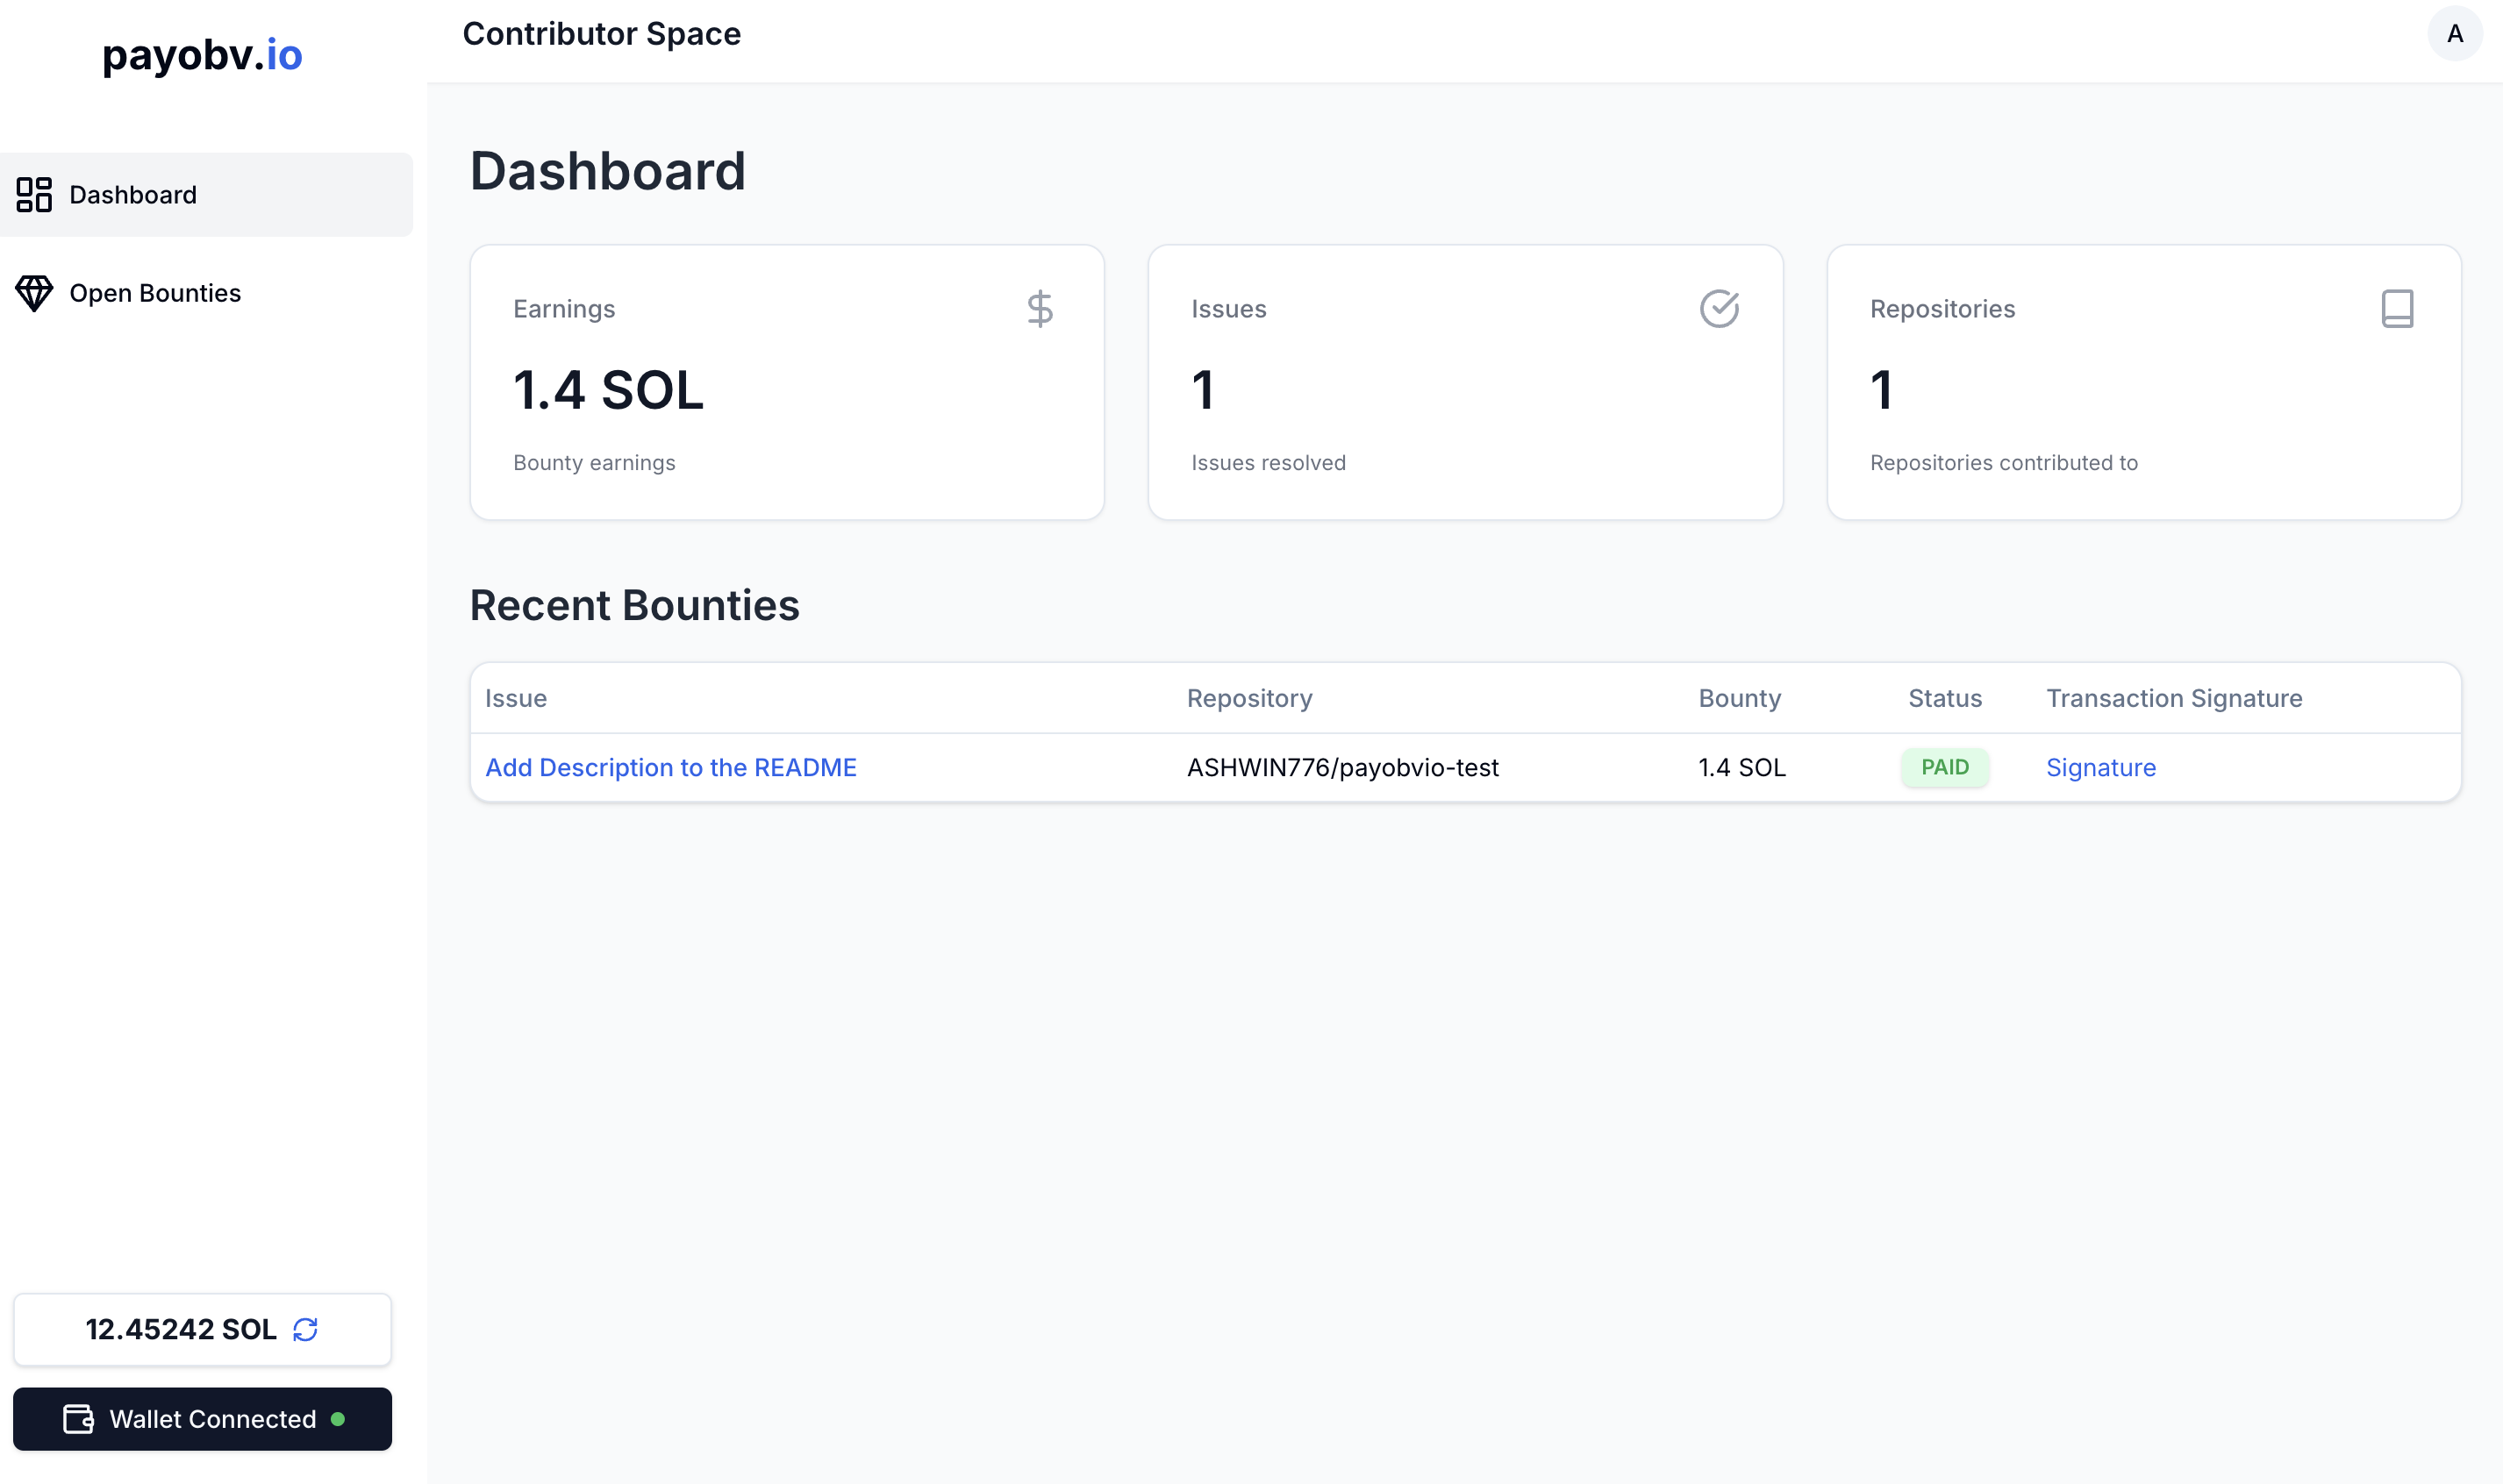 payobv.io
Contributor Space
A
Dashboard
Open Bounties
Dashboard
Earnings
1.4 SOL
Bounty earnings
Issues
1
Issues resolved
Repositories
1
Repositories contributed to
Recent Bounties
Issue Repository Bounty Status Transaction Signature
Add Description to the README ASHWIN776/payobvio-test 1.4 SOL PAID Signature
12.45242 SOL
Wallet Connected